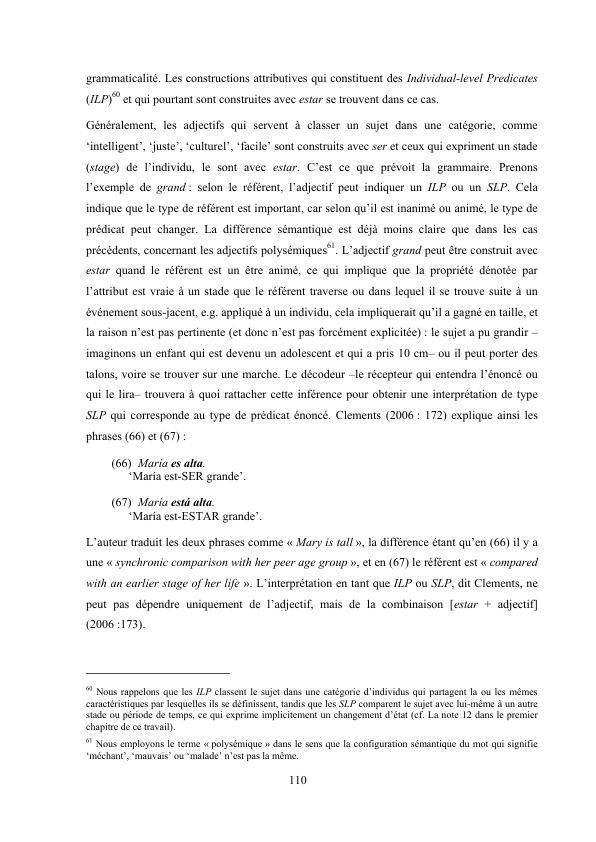 grammaticalité. Les constructions attributives qui constituent des Individual-level Predicates
(ILP)60 et qui pourtant sont construites avec estar se trouvent dans ce cas.
Généralement, les adjectifs qui servent à classer un sujet dans une catégorie, comme
‘intelligent’, ‘juste’, ‘culturel’, ‘facile’ sont construits avec ser et ceux qui expriment un stade
(stage) de l’individu, le sont avec estar. C’est ce que prévoit la grammaire. Prenons
l’exemple de grand : selon le référent, l’adjectif peut indiquer un ILP ou un SLP. Cela
indique que le type de référent est important, car selon qu’il est inanimé ou animé, le type de
prédicat peut changer. La différence sémantique est déjà moins claire que dans les cas
précédents, concernant les adjectifs polysémiques61. L’adjectif grand peut être construit avec
estar quand le référent est un être animé, ce qui implique que la propriété dénotée par
l’attribut est vraie à un stade que le référent traverse ou dans lequel il se trouve suite à un
événement sous-jacent, e.g. appliqué à un individu, cela impliquerait qu’il a gagné en taille, et
la raison n’est pas pertinente (et donc n’est pas forcément explicitée) : le sujet a pu grandir –
imaginons un enfant qui est devenu un adolescent et qui a pris 10 cm– ou il peut porter des
talons, voire se trouver sur une marche. Le décodeur –le récepteur qui entendra l’énoncé ou
qui le lira– trouvera à quoi rattacher cette inférence pour obtenir une interprétation de type
SLP qui corresponde au type de prédicat énoncé. Clements (2006 : 172) explique ainsi les
phrases (66) et (67) :
(66) María es alta.
‘María est-SER grande’.
(67) María está alta.
‘María est-ESTAR grande’.
L’auteur traduit les deux phrases comme « Mary is tall », la différence étant qu’en (66) il y a
une « synchronic comparison with her peer age group », et en (67) le référent est « compared
with an earlier stage of her life ». L’interprétation en tant que ILP ou SLP, dit Clements, ne
peut pas dépendre uniquement de l’adjectif, mais de la combinaison [estar + adjectif]
(2006 :173).
60 Nous rappelons que les ILP classent le sujet dans une catégorie d’individus qui partagent la ou les mêmes
caractéristiques par lesquelles ils se définissent, tandis que les SLP comparent le sujet avec lui-même à un autre
stade ou période de temps, ce qui exprime implicitement un changement d’état (cf. La note 12 dans le premier
chapitre de ce travail).
61 Nous employons le terme « polysémique » dans le sens que la configuration sémantique du mot qui signifie
‘méchant’, ‘mauvais’ ou ‘malade’ n’est pas la même.
110